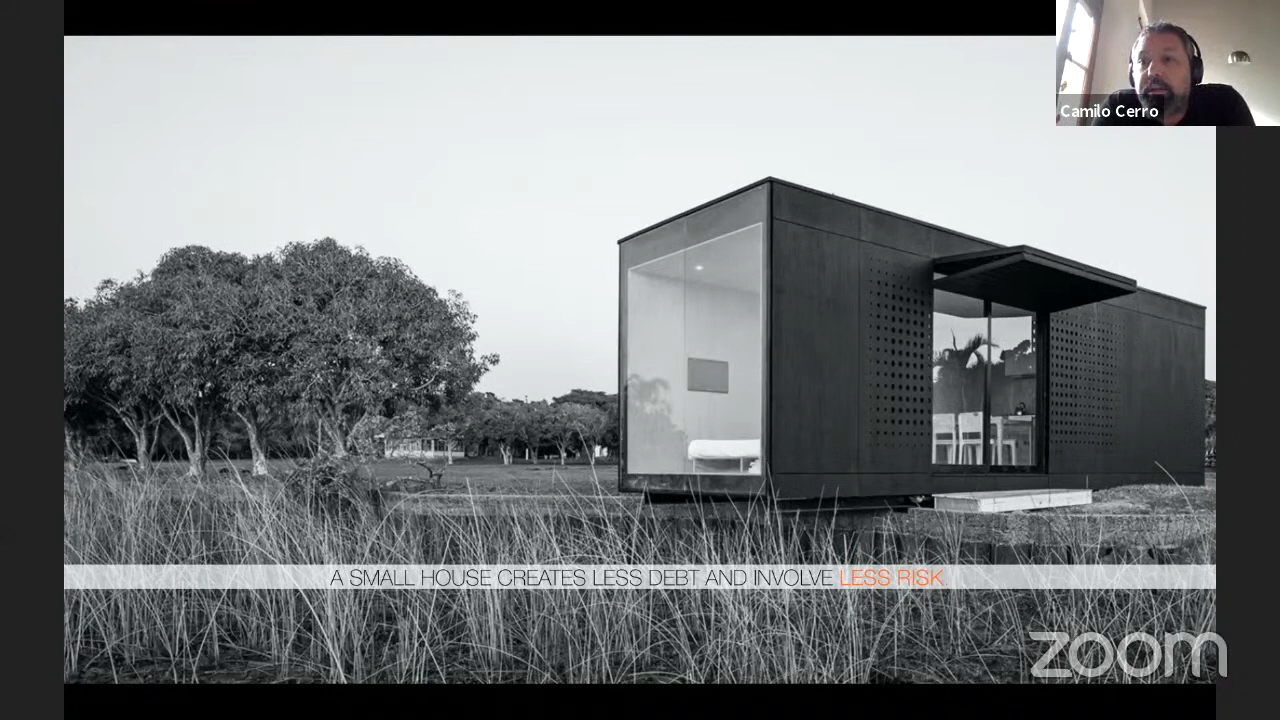 Camilo Cerro
A SMALL HOUSE CREATES LESS DEBT AND INVOLVE LESS RISK
zoom